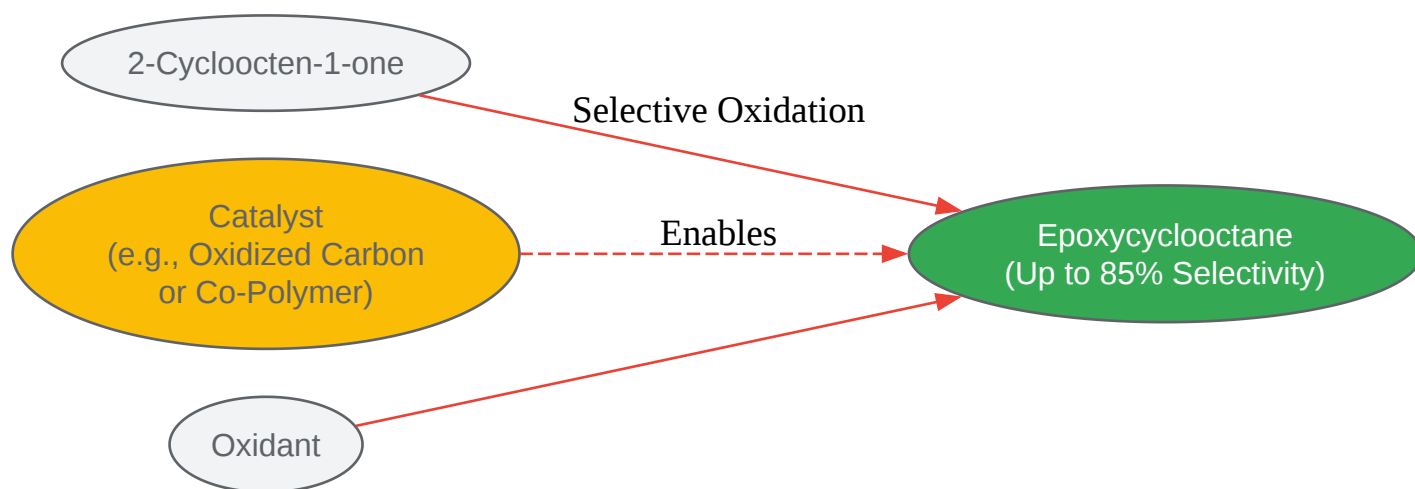 2-Cycloocten-1-one
Selective Oxidation
Catalyst
(e.g., Oxidized Carbon
or Co-Polymer)
Enables
Epoxycyclooctane
(Up to 85% Selectivity)
Oxidant